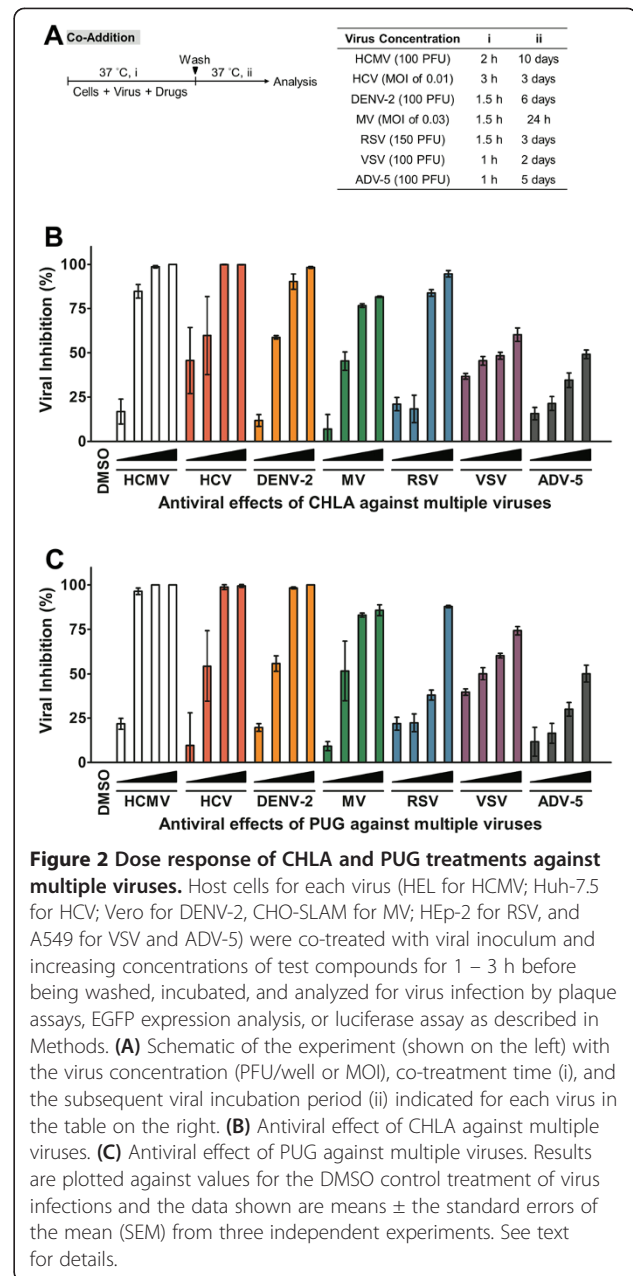 A Co-Addition
Wash
37 °C, i 37 °C, ii
Analysis
Cells + Virus + Drugs
Virus Concentration i ii
HCMV (100 PFU) 2 h 10 days
HCV (MOI of 0.01) 3 h 3 days
DENV-2 (100 PFU) 1.5 h 6 days
MV (MOI of 0.03) 1.5 h 24 h
RSV (150 PFU) 1.5 h 3 days
VSV (100 PFU) 1 h 2 days
ADV-5 (100 PFU) 1 h 5 days
B
Viral Inhibition (%)
100
75
50
25
0
DMSO
HCMV HCV DENV-2 MV RSV VSV ADV-5
Antiviral effects of CHLA against multiple viruses
C
Viral Inhibition (%)
100
75
50
25
0
DMSO
HCMV HCV DENV-2 MV RSV VSV ADV-5
Antiviral effects of PUG against multiple viruses
Figure 2 Dose response of CHLA and PUG treatments against
multiple viruses. Host cells for each virus (HEL for HCMV; Huh-7.5
for HCV; Vero for DENV-2, CHO-SLAM for MV; HEp-2 for RSV, and
A549 for VSV and ADV-5) were co-treated with viral inoculum and
increasing concentrations of test compounds for 1 – 3 h before
being washed, incubated, and analyzed for virus infection by plaque
assays, EGFP expression analysis, or luciferase assay as described in
Methods. (A) Schematic of the experiment (shown on the left) with
the virus concentration (PFU/well or MOI), co-treatment time (i), and
the subsequent viral incubation period (ii) indicated for each virus in
the table on the right. (B) Antiviral effect of CHLA against multiple
viruses. (C) Antiviral effect of PUG against multiple viruses. Results
are plotted against values for the DMSO control treatment of virus
infections and the data shown are means ± the standard errors of
the mean (SEM) from three independent experiments. See text
for details.